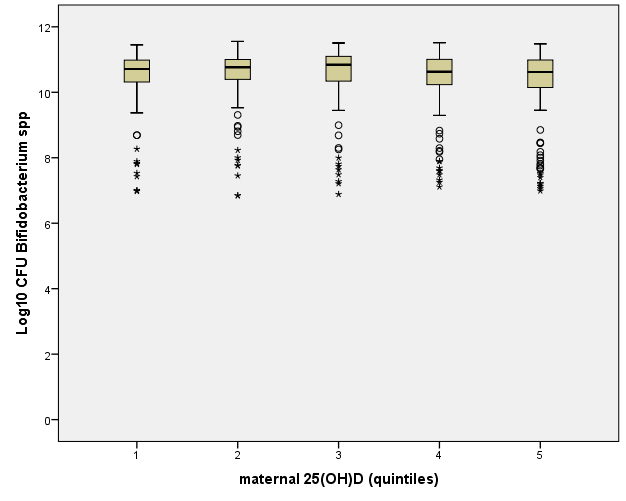 Log10 CFU Bifidobacterium spp
12
10
8
6
4
2
0
1 2 3 4 5
maternal 25(OH)D (quintiles)